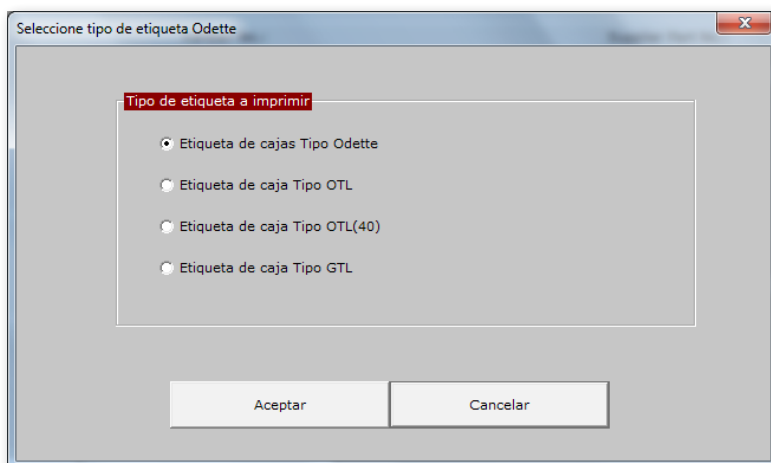 Seleccione tipo de etiqueta Odette
Tipo de etiqueta a imprimir
Etiqueta de cajas Tipo Odette
Etiqueta de caja Tipo OTL
Etiqueta de caja Tipo OTL(40)
Etiqueta de caja Tipo GTL
Aceptar
Cancelar